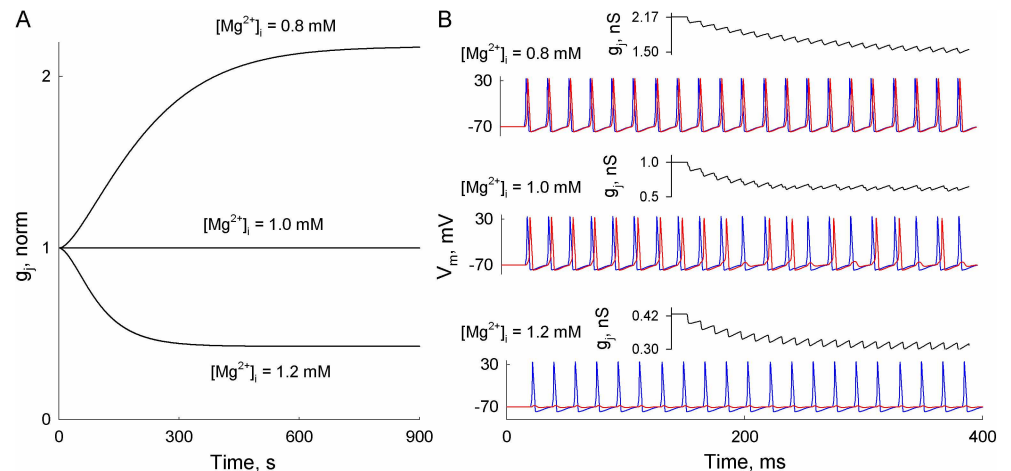 A
[Mg²⁺]ᵢ = 0.8 mM
2
[Mg²⁺]ᵢ = 1.0 mM
1
gⱼ, norm
[Mg²⁺]ᵢ = 1.2 mM
0
0 300 600 900
Time, s
B
2.17
gⱼ, nS
1.50
[Mg²⁺]ᵢ = 0.8 mM
30
-70
1.0
gⱼ, nS
0.5
[Mg²⁺]ᵢ = 1.0 mM
30
-70
Vₘ, mV
0.42
gⱼ, nS
0.30
[Mg²⁺]ᵢ = 1.2 mM
30
-70
0 200 400
Time, ms